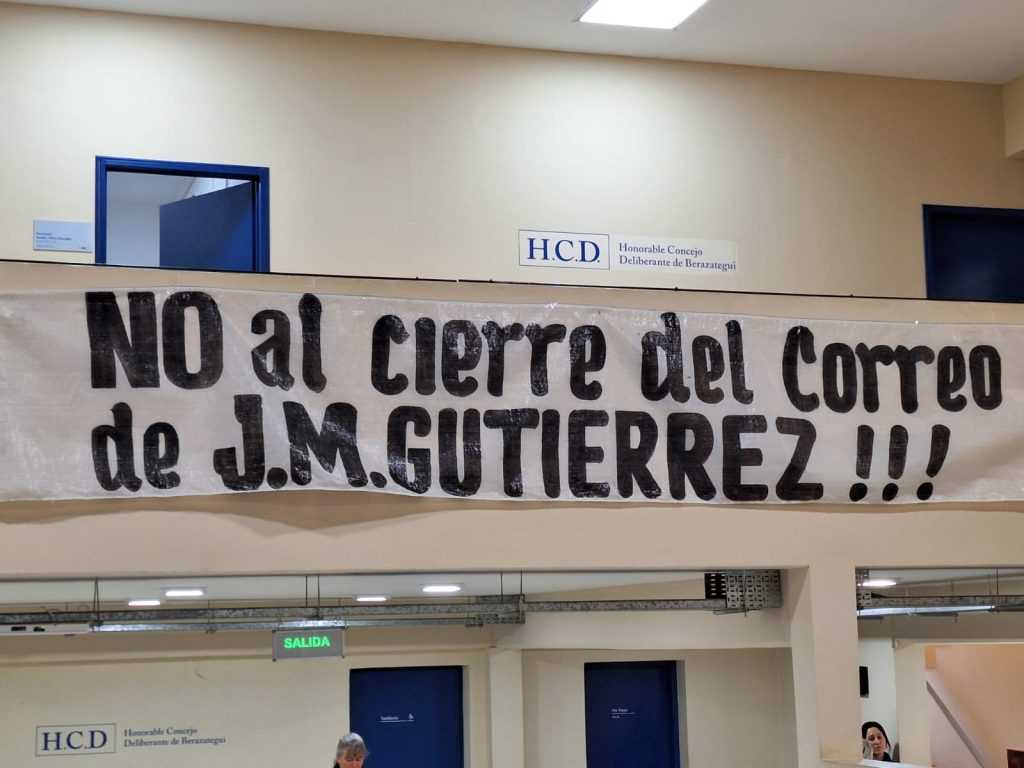 H.C.D.
Honorable Concejo
Deliberante de Berazategui
NO al cierre del Correo
de J.M.GUTIERREZ !!!
SALIDA
H.C.D
Honorable Concejo
Deliberante de Berazategui